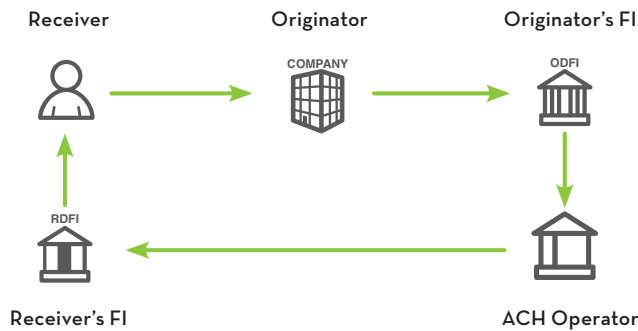 Receiver
Originator
Originator's FI
COMPANY
ODFI
RDFI
Receiver's FI
ACH Operator